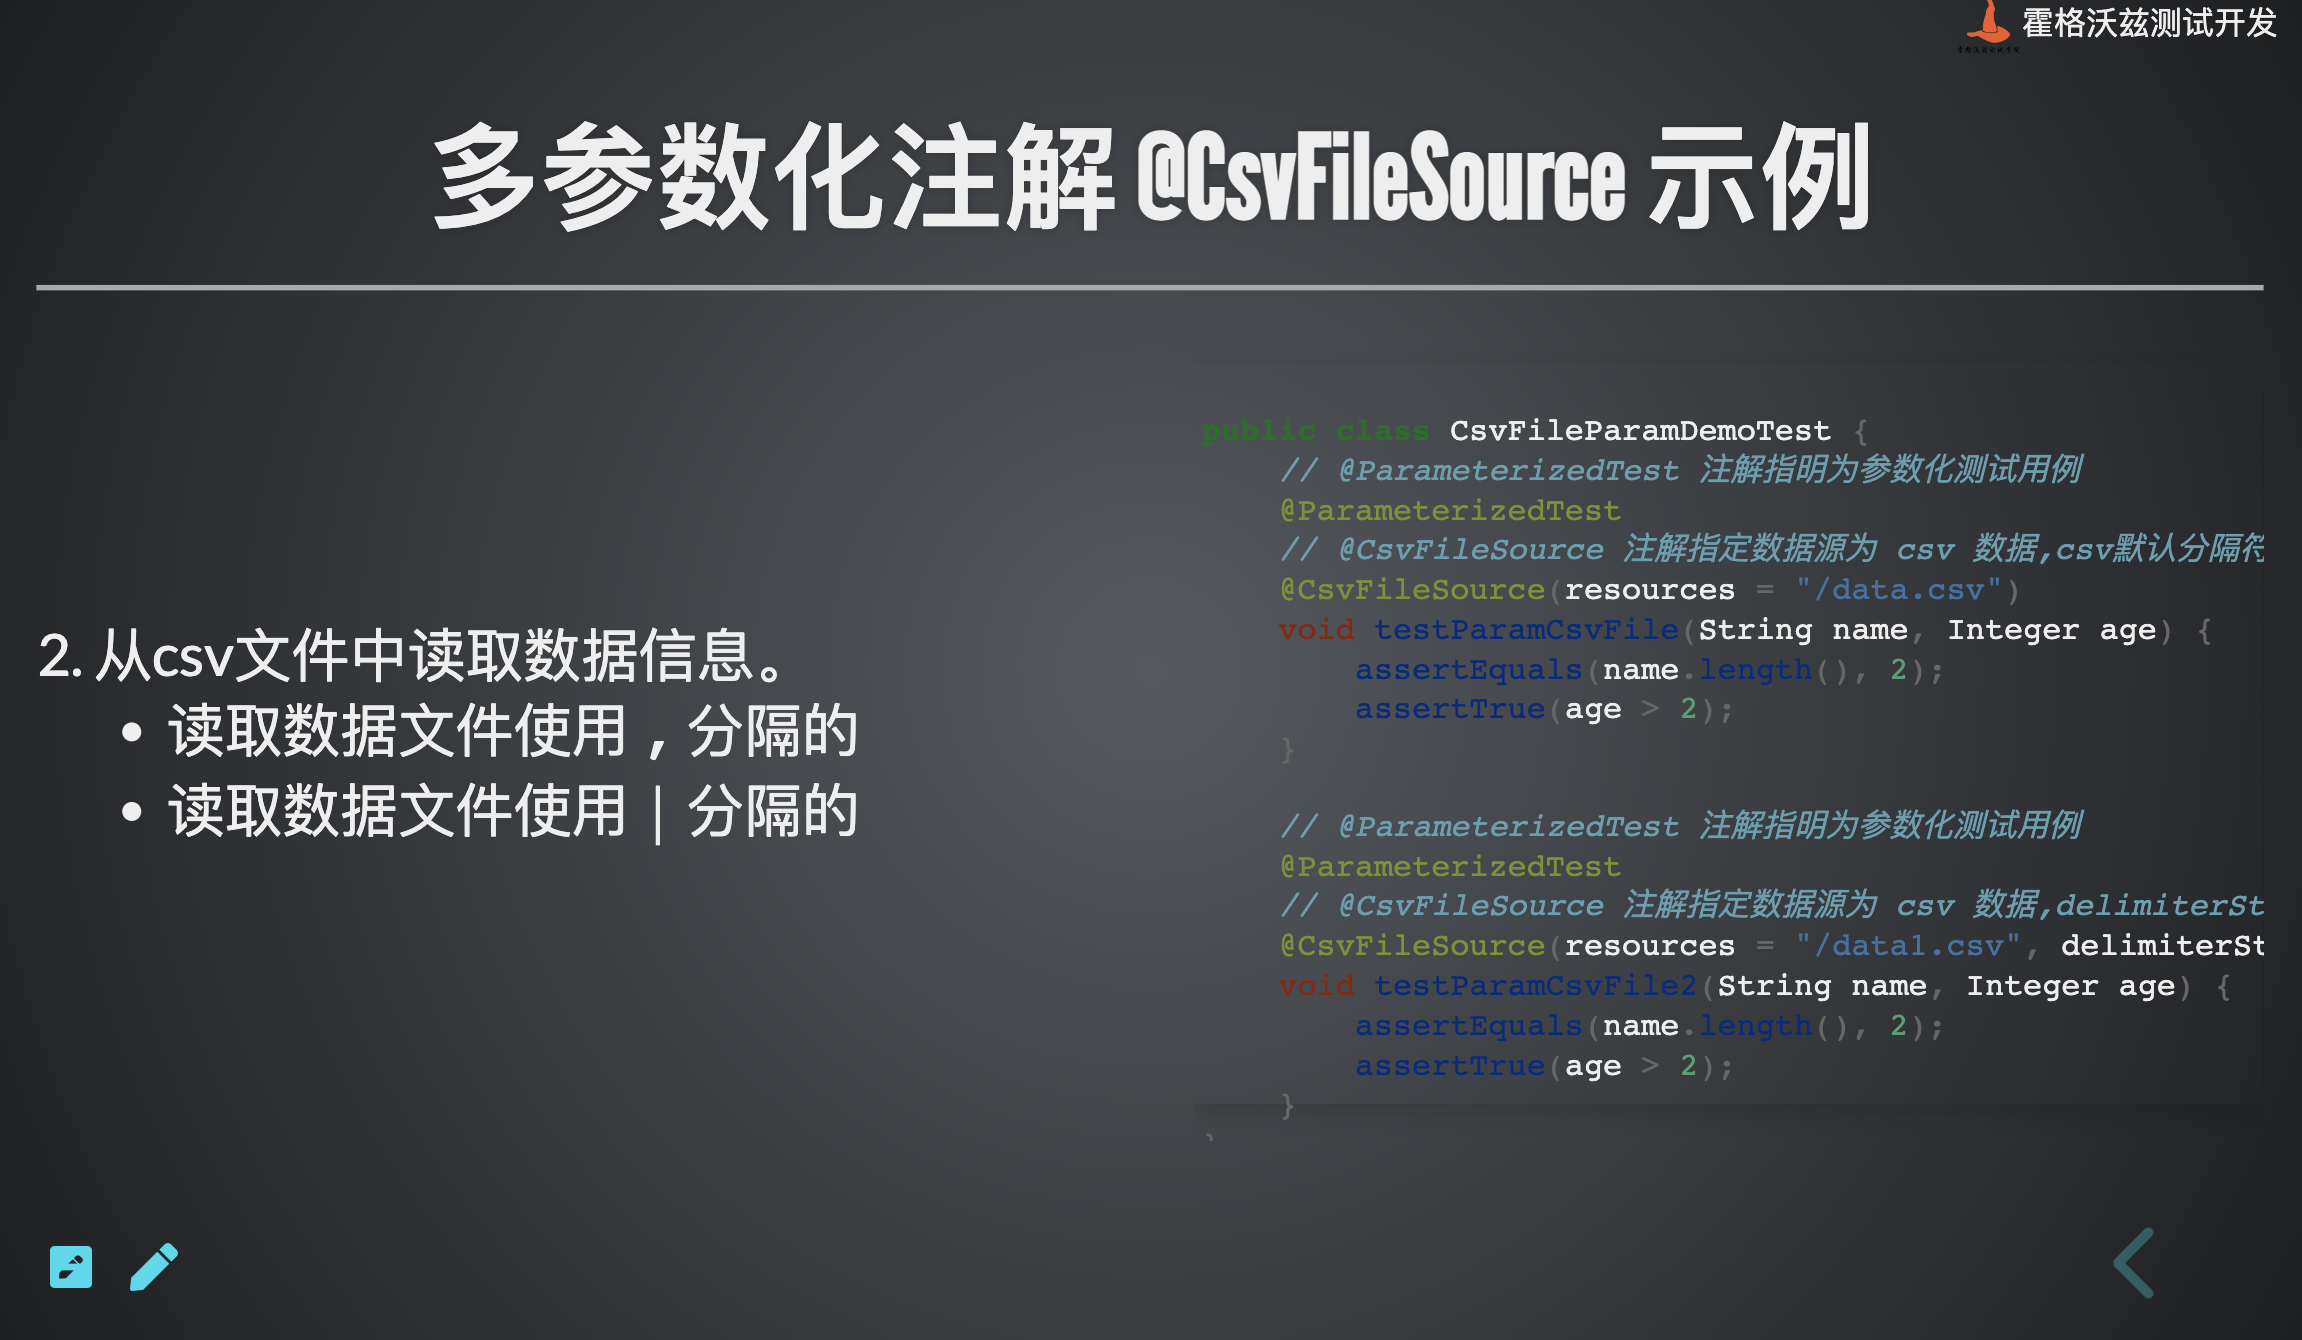 霍格沃兹测试开发
多参数化注解 @CsvFileSource 示例
2. 从csv文件中读取数据信息。
• 读取数据文件使用 , 分隔的
• 读取数据文件使用 | 分隔的
public class CsvFileParamDemoTest {
// @ParameterizedTest 注解指明为参数化测试用例
@ParameterizedTest
// @CsvFileSource 注解指定数据源为 csv 数据,csv默认分隔符
@CsvFileSource(resources = "/data.csv")
void testParamCsvFile(String name, Integer age) {
assertEquals(name.length(), 2);
assertTrue(age > 2);
}
// @ParameterizedTest 注解指明为参数化测试用例
@ParameterizedTest
// @CsvFileSource 注解指定数据源为 csv 数据,delimiterSt
@CsvFileSource(resources = "/data1.csv", delimiterSt
void testParamCsvFile2(String name, Integer age) {
assertEquals(name.length(), 2);
assertTrue(age > 2);
}